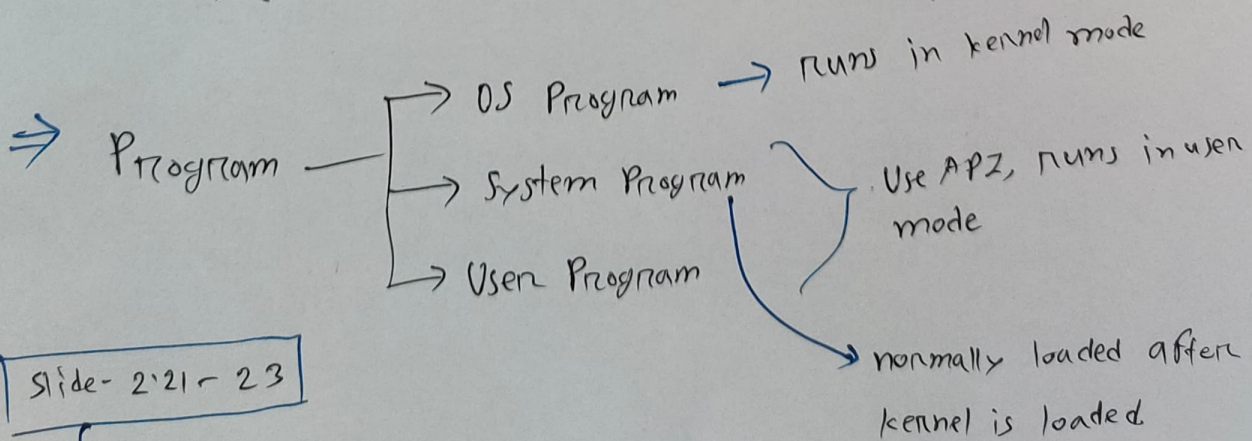 ⇒ Program
→ OS Program → runs in kernel mode
→ System Program
→ User Program
Use API, runs in user
mode
normally loaded after
kernel is loaded
Slide- 2.21 - 23